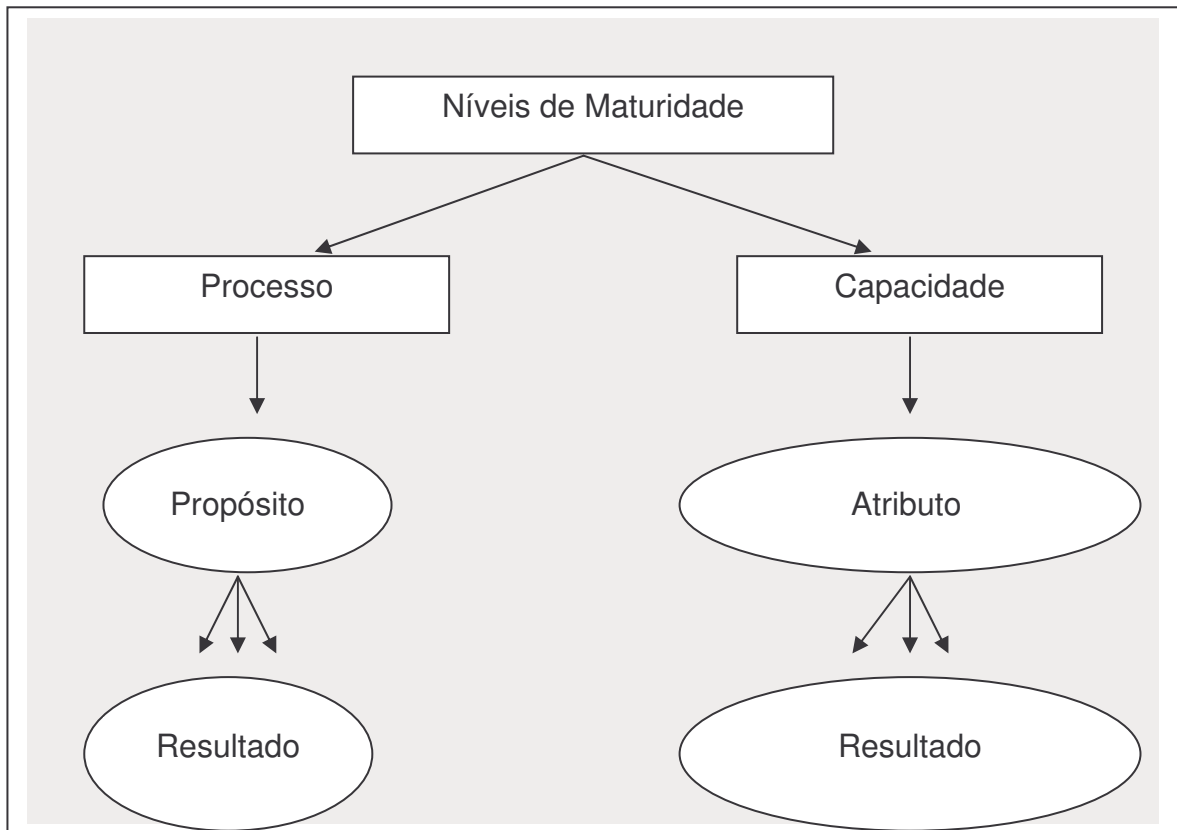 Níveis de Maturidade
Processo
Capacidade
Propósito
Atributo
Resultado
Resultado